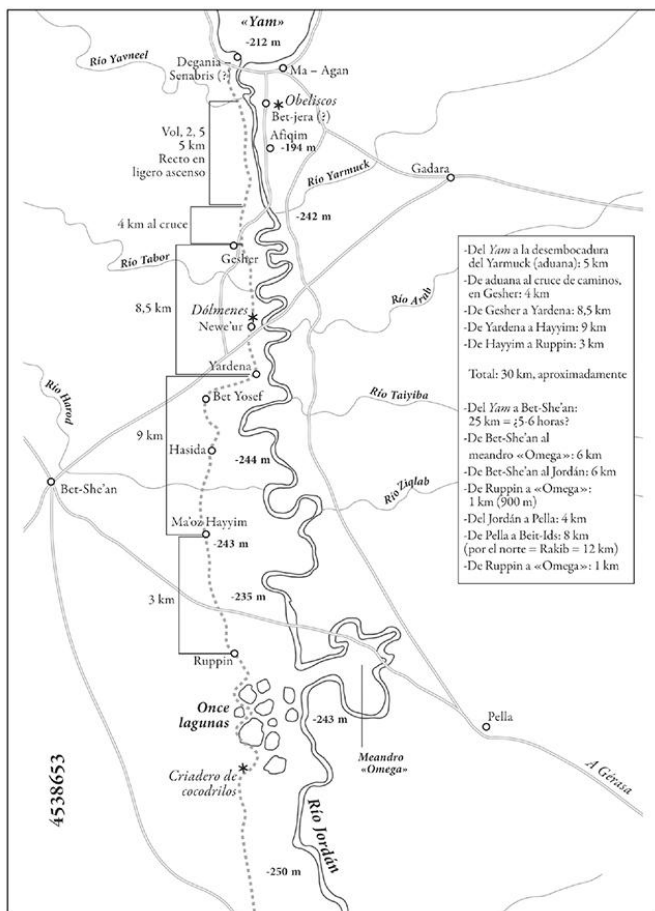 «Yam»
-212 m
Río Yavneel
Degania –
Senabris (?)
Ma – Agan
Obeliscos
Bet-jera (?)
Vol, 2, 5
5 km
Recto en
ligero ascenso
Afiqim
-194 m
Gadara
Río Yarmuck
-242 m
4 km al cruce
Gesher
Río Tabor
8,5 km
Dólmenes
Newe'ur
Río Arab
Yardena
Bet Yosef
Río Taiyiba
Río Harod
9 km
Hasida
-244 m
Bet-She'an
Río Ziqlab
Ma'oz Hayyim
-243 m
-235 m
3 km
Ruppin
Once
lagunas
-243 m
Pella
Meandro
«Omega»
Criadero de
cocodrilos
A Gérasa
Río Jordán
-250 m
4538653
-Del Yam a la desembocadura
del Yarmuck (aduana): 5 km
-De aduana al cruce de caminos,
en Gesher: 4 km
-De Gesher a Yardena: 8,5 km
-De Yardena a Hayyim: 9 km
-De Hayyim a Ruppin: 3 km
Total: 30 km, aproximadamente
-Del Yam a Bet-She'an:
25 km = ¿5-6 horas?
-De Bet-She'an al
meandro «Omega»: 6 km
-De Bet-She'an al Jordán: 6 km
-De Ruppin a «Omega»:
1 km (900 m)
-Del Jordán a Pella: 4 km
-De Pella a Beit-Ids: 8 km
(por el norte = Rakib = 12 km)
-De Ruppin a «Omega»: 1 km